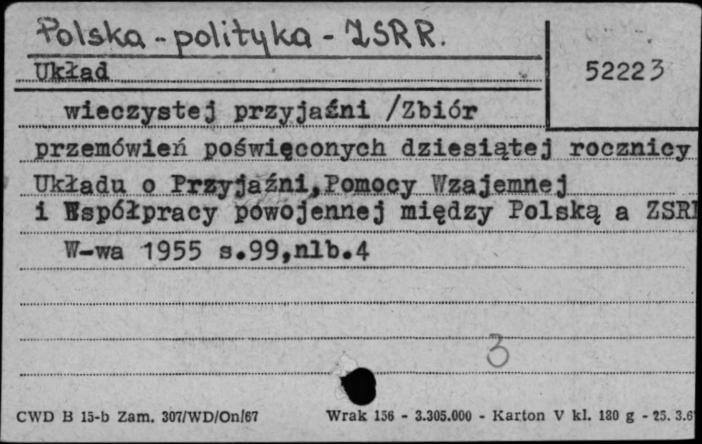 Polska - polityka - ZSRR.
Układ
52223
wieczystej przyjaźni /Zbiór
przemówień poświęconych dziesiątej rocznicy
Układu o Przyjaźni,Pomocy Wzajemnej
i Współpracy powojennej między Polską a ZSRR
W-wa 1955 s.99,nlb.4
3
CWD B 15-b Zam. 307/WD/On/67 Wrak 156 - 3.305.000 - Karton V kl. 180 g - 25. 3.6